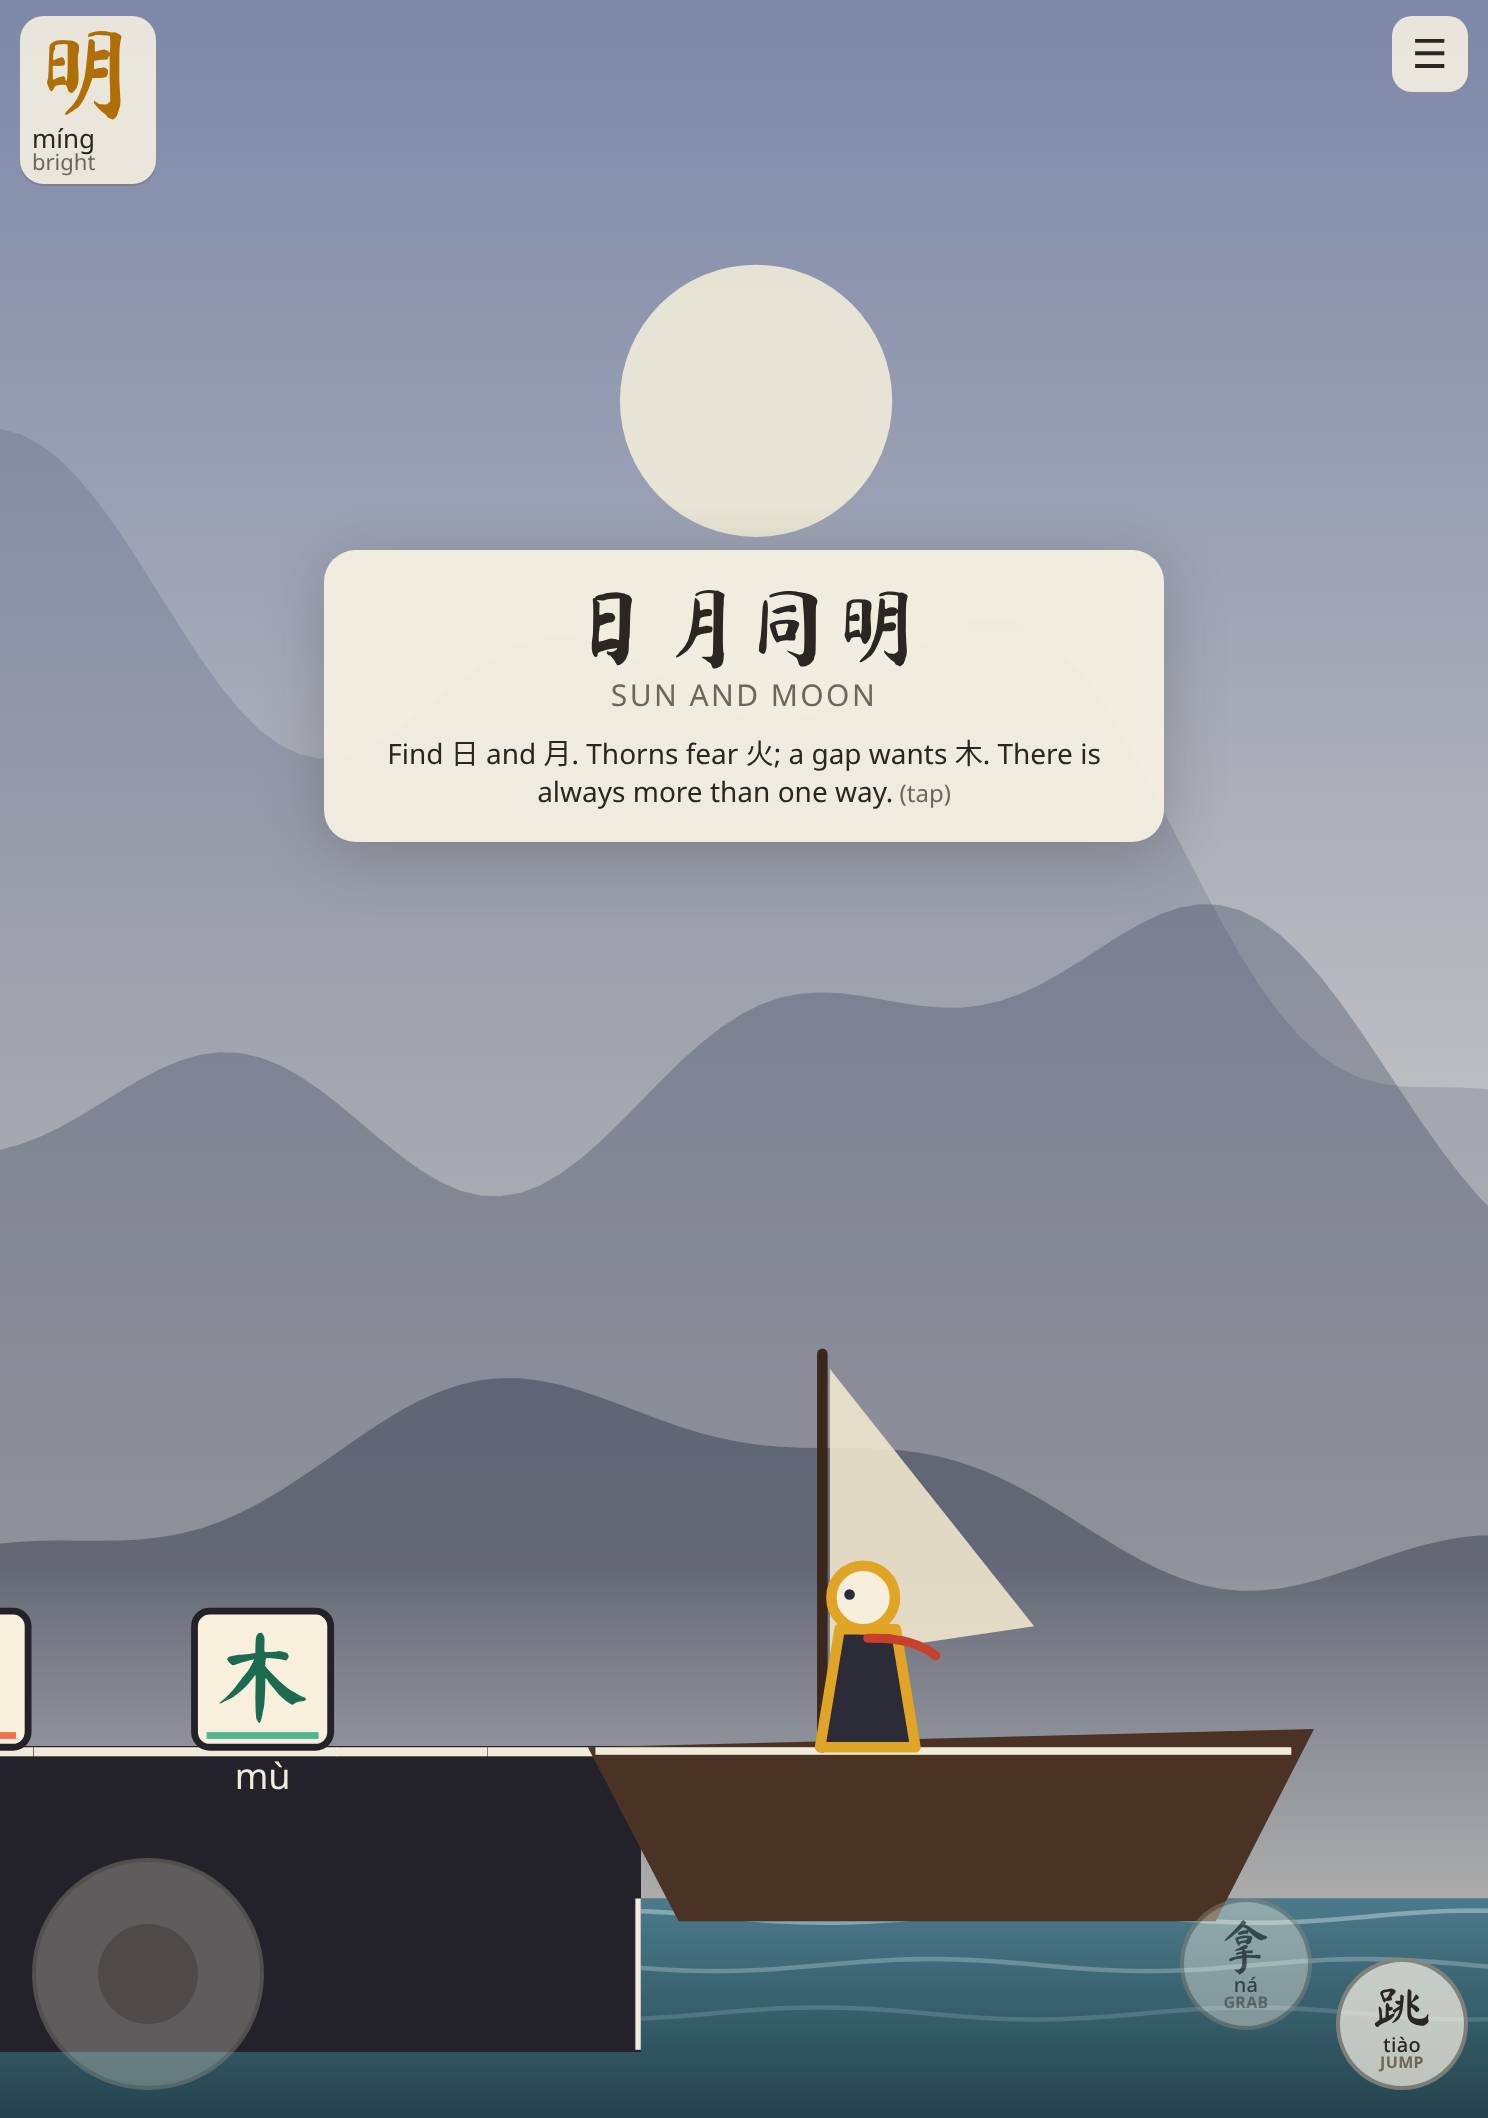 明
míng
bright
☰
日月同明
SUN AND MOON
Find 日 and 月. Thorns fear 火; a gap wants 木. There is
always more than one way. (tap)
木
mù
拿
ná
GRAB
跳
tiào
JUMP